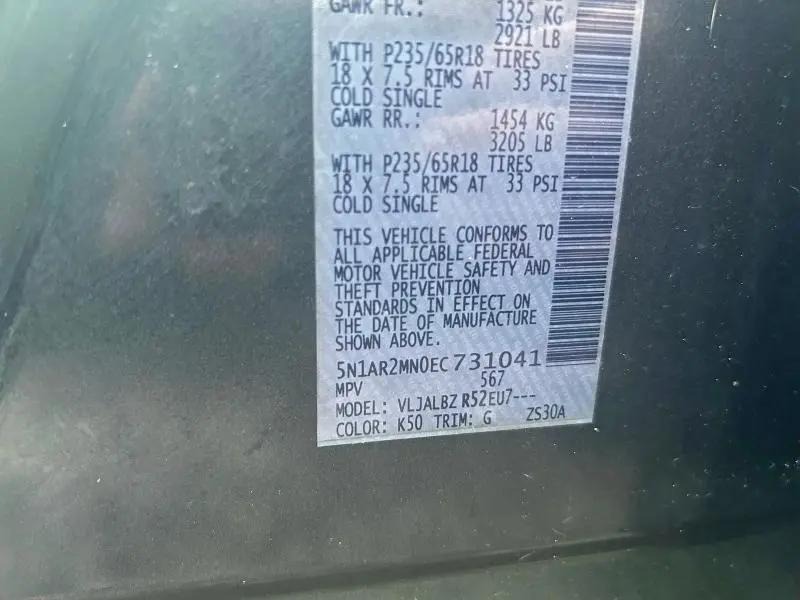 GAWR FR.: 1325 KG
2921 LB
WITH P235/65R18 TIRES
18 X 7.5 RIMS AT 33 PSI
COLD SINGLE
GAWR RR.: 1454 KG
3205 LB
WITH P235/65R18 TIRES
18 X 7.5 RIMS AT 33 PSI
COLD SINGLE
THIS VEHICLE CONFORMS TO
ALL APPLICABLE FEDERAL
MOTOR VEHICLE SAFETY AND
THEFT PREVENTION
STANDARDS IN EFFECT ON
THE DATE OF MANUFACTURE
SHOWN ABOVE.
5N1AR2MN0EC731041
MPV 567
MODEL: VLJALBZ R52EU7---
COLOR: K50 TRIM: G ZS30A